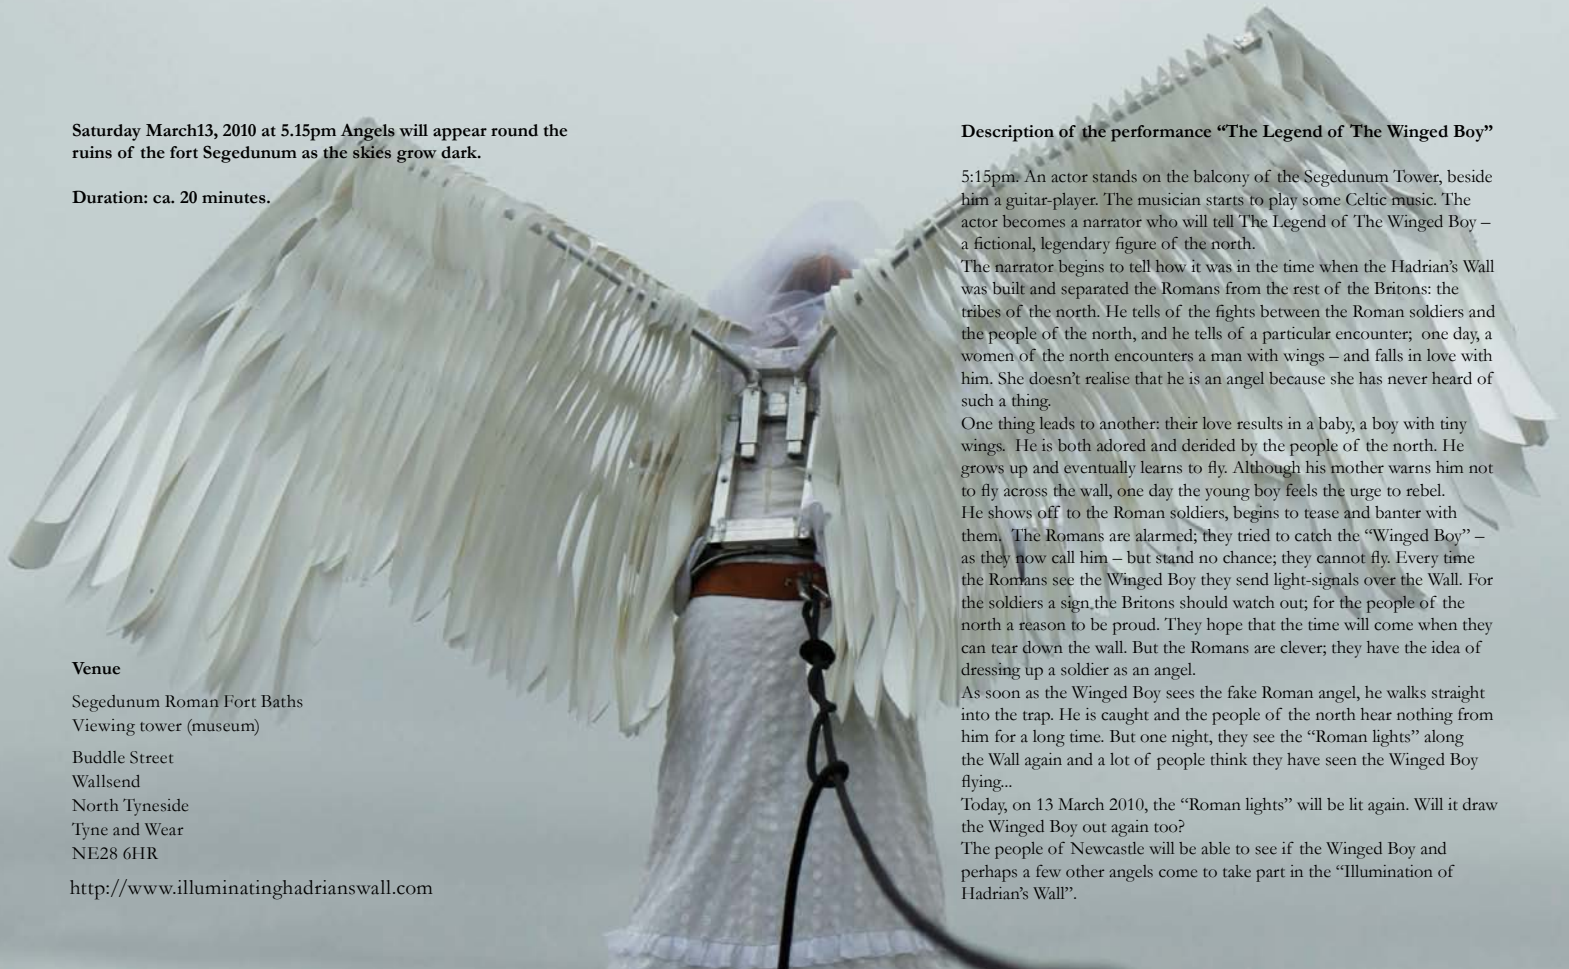 Saturday March13, 2010 at 5.15pm Angels will appear round the
ruins of the fort Segedunum as the skies grow dark.
Duration: ca. 20 minutes.
Venue
Segedunum Roman Fort Baths
Viewing tower (museum)
Buddle Street
Wallsend
North Tyneside
Tyne and Wear
NE28 6HR
http://www.illuminatinghadrianswall.com
Description of the performance “The Legend of The Winged Boy”
5:15pm. An actor stands on the balcony of the Segedunum Tower, beside
him a guitar-player. The musician starts to play some Celtic music. The
actor becomes a narrator who will tell The Legend of The Winged Boy –
a fictional, legendary figure of the north.
The narrator begins to tell how it was in the time when the Hadrian’s Wall
was built and separated the Romans from the rest of the Britons: the
tribes of the north. He tells of the fights between the Roman soldiers and
the people of the north, and he tells of a particular encounter; one day, a
women of the north encounters a man with wings – and falls in love with
him. She doesn’t realise that he is an angel because she has never heard of
such a thing.
One thing leads to another: their love results in a baby, a boy with tiny
wings. He is both adored and derided by the people of the north. He
grows up and eventually learns to fly. Although his mother warns him not
to fly across the wall, one day the young boy feels the urge to rebel.
He shows off to the Roman soldiers, begins to tease and banter with
them. The Romans are alarmed; they tried to catch the “Winged Boy” –
as they now call him – but stand no chance; they cannot fly. Every time
the Romans see the Winged Boy they send light-signals over the Wall. For
the soldiers a sign the Britons should watch out; for the people of the
north a reason to be proud. They hope that the time will come when they
can tear down the wall. But the Romans are clever; they have the idea of
dressing up a soldier as an angel.
As soon as the Winged Boy sees the fake Roman angel, he walks straight
into the trap. He is caught and the people of the north hear nothing from
him for a long time. But one night, they see the “Roman lights” along
the Wall again and a lot of people think they have seen the Winged Boy
flying...
Today, on 13 March 2010, the “Roman lights” will be lit again. Will it draw
the Winged Boy out again too?
The people of Newcastle will be able to see if the Winged Boy and
perhaps a few other angels come to take part in the “Illumination of
Hadrian’s Wall”.